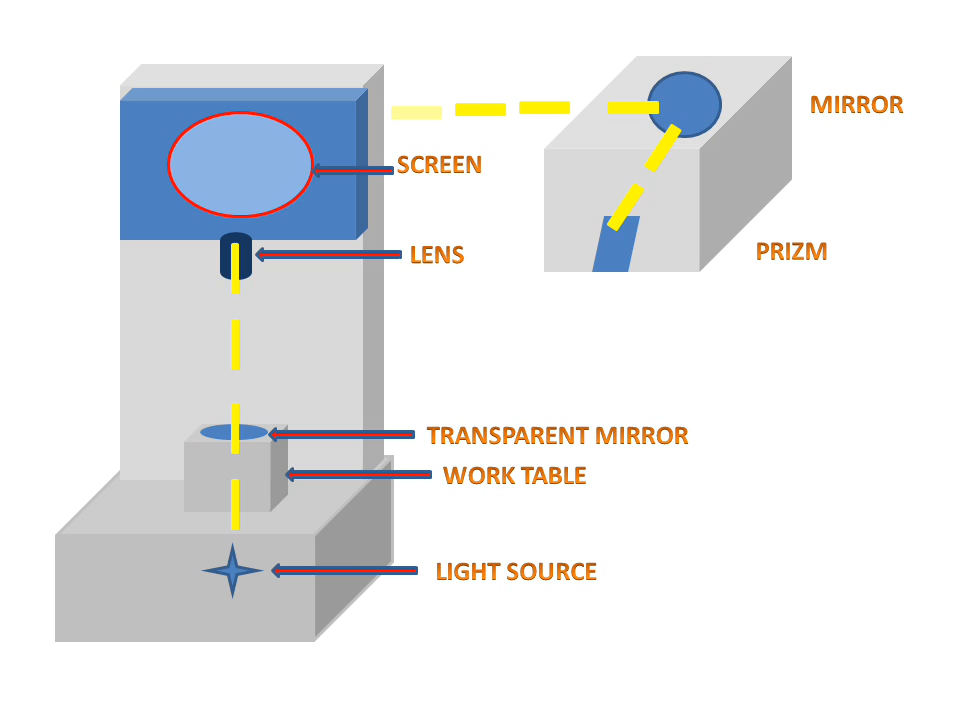 MIRROR
SCREEN
LENS
PRIZM
TRANSPARENT MIRROR
WORK TABLE
LIGHT SOURCE